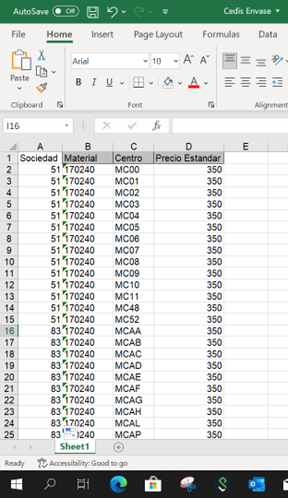 AutoSave Off Cedis Envase
File Home Insert Page Layout Formulas Data
Paste
Arial 10 A A
B I U A
Clipboard Font Alignment
I16 fx
A B C D E
1 Sociedad Material Centro Precio Estandar
2 51 170240 MC00 350
3 51 170240 MC01 350
4 51 170240 MC02 350
5 51 170240 MC03 350
6 51 170240 MC04 350
7 51 170240 MC05 350
8 51 170240 MC06 350
9 51 170240 MC07 350
10 51 170240 MC08 350
11 51 170240 MC09 350
12 51 170240 MC10 350
13 51 170240 MC11 350
14 51 170240 MC48 350
15 51 170240 MC52 350
16 83 170240 MCAA 350
17 83 170240 MCAB 350
18 83 170240 MCAC 350
19 83 170240 MCAD 350
20 83 170240 MCAE 350
21 83 170240 MCAF 350
22 83 170240 MCAG 350
23 83 170240 MCAH 350
24 83 170240 MCAL 350
25 83 0240 MCAP 350
Sheet1
Ready Accessibility: Good to go